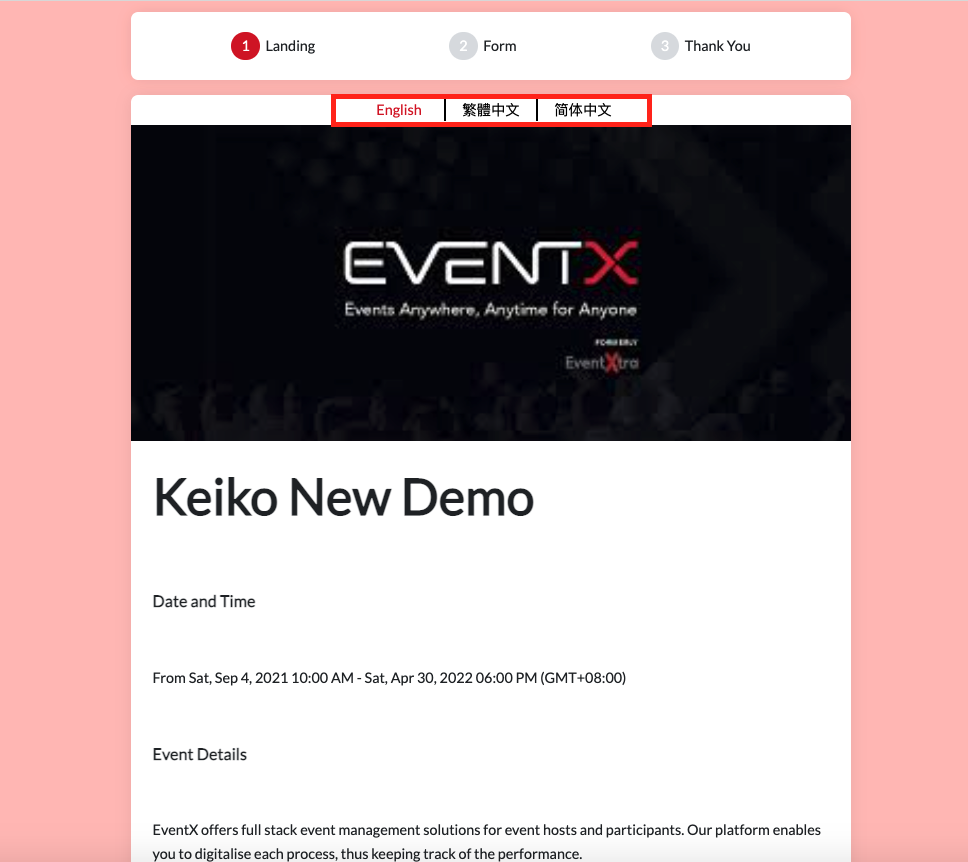 1 Landing 2 Form 3 Thank You
English 繁體中文 简体中文
EVENTX
Events Anywhere, Anytime for Anyone
FORMERLY
EventXtra
Keiko New Demo
Date and Time
From Sat, Sep 4, 2021 10:00 AM - Sat, Apr 30, 2022 06:00 PM (GMT+08:00)
Event Details
EventX offers full stack event management solutions for event hosts and participants. Our platform enables
you to digitalise each process, thus keeping track of the performance.